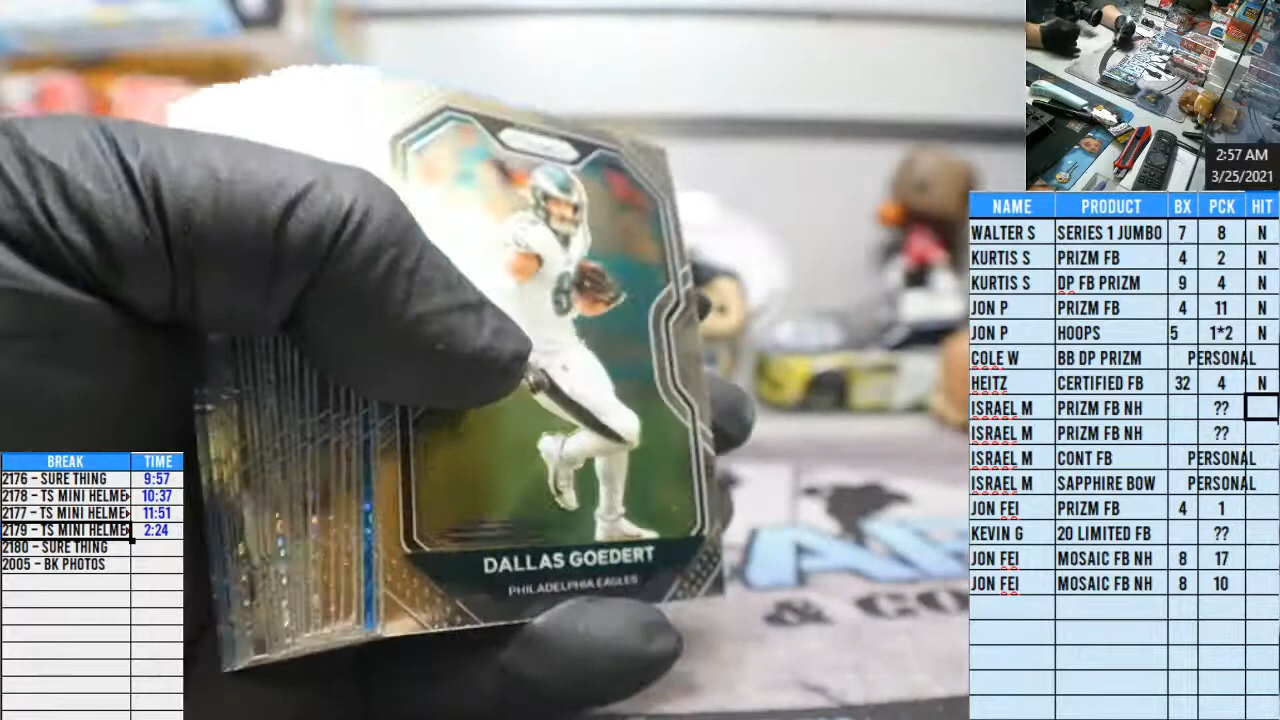 2:57 AM
3/25/2021
NAME PRODUCT BX PCK HIT
WALTER S SERIES 1 JUMBO 7 8 N
KURTIS S PRIZM FB 4 2 N
KURTIS S DP FB PRIZM 9 4 N
JON P PRIZM FB 4 11 N
JON P HOOPS 5 1*2 N
COLE W BB DP PRIZM PERSONAL
HEITZ CERTIFIED FB 32 4 N
ISRAEL M PRIZM FB NH ??
ISRAEL M PRIZM FB NH ??
ISRAEL M CONT FB PERSONAL
ISRAEL M SAPPHIRE BOW PERSONAL
JON FEI PRIZM FB 4 1
KEVIN G 20 LIMITED FB ??
JON FEI MOSAIC FB NH 8 17
JON FEI MOSAIC FB NH 8 10
BREAK TIME
2176 - SURE THING 9:57
2178 - TS MINI HELME 10:37
2177 - TS MINI HELME 11:51
2179 - TS MINI HELME 2:24
2180 - SURE THING
2005 - BK PHOTOS
DALLAS GOEDERT
PHILADELPHIA EAGLES
& CO